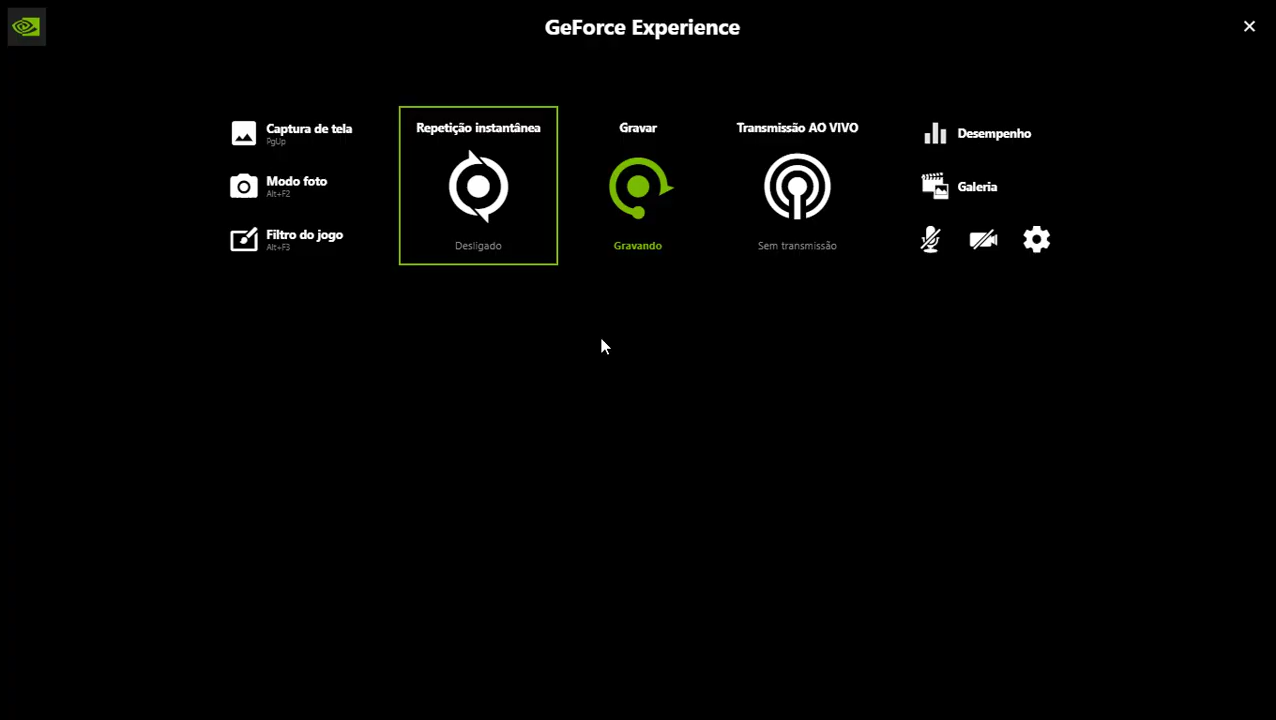 GeForce Experience
Captura de tela
PgUp
Modo foto
Alt+F2
Filtro do jogo
Alt+F3
Repetição instantânea
Desligado
Gravar
Gravando
Transmissão AO VIVO
Sem transmissão
Desempenho
Galeria